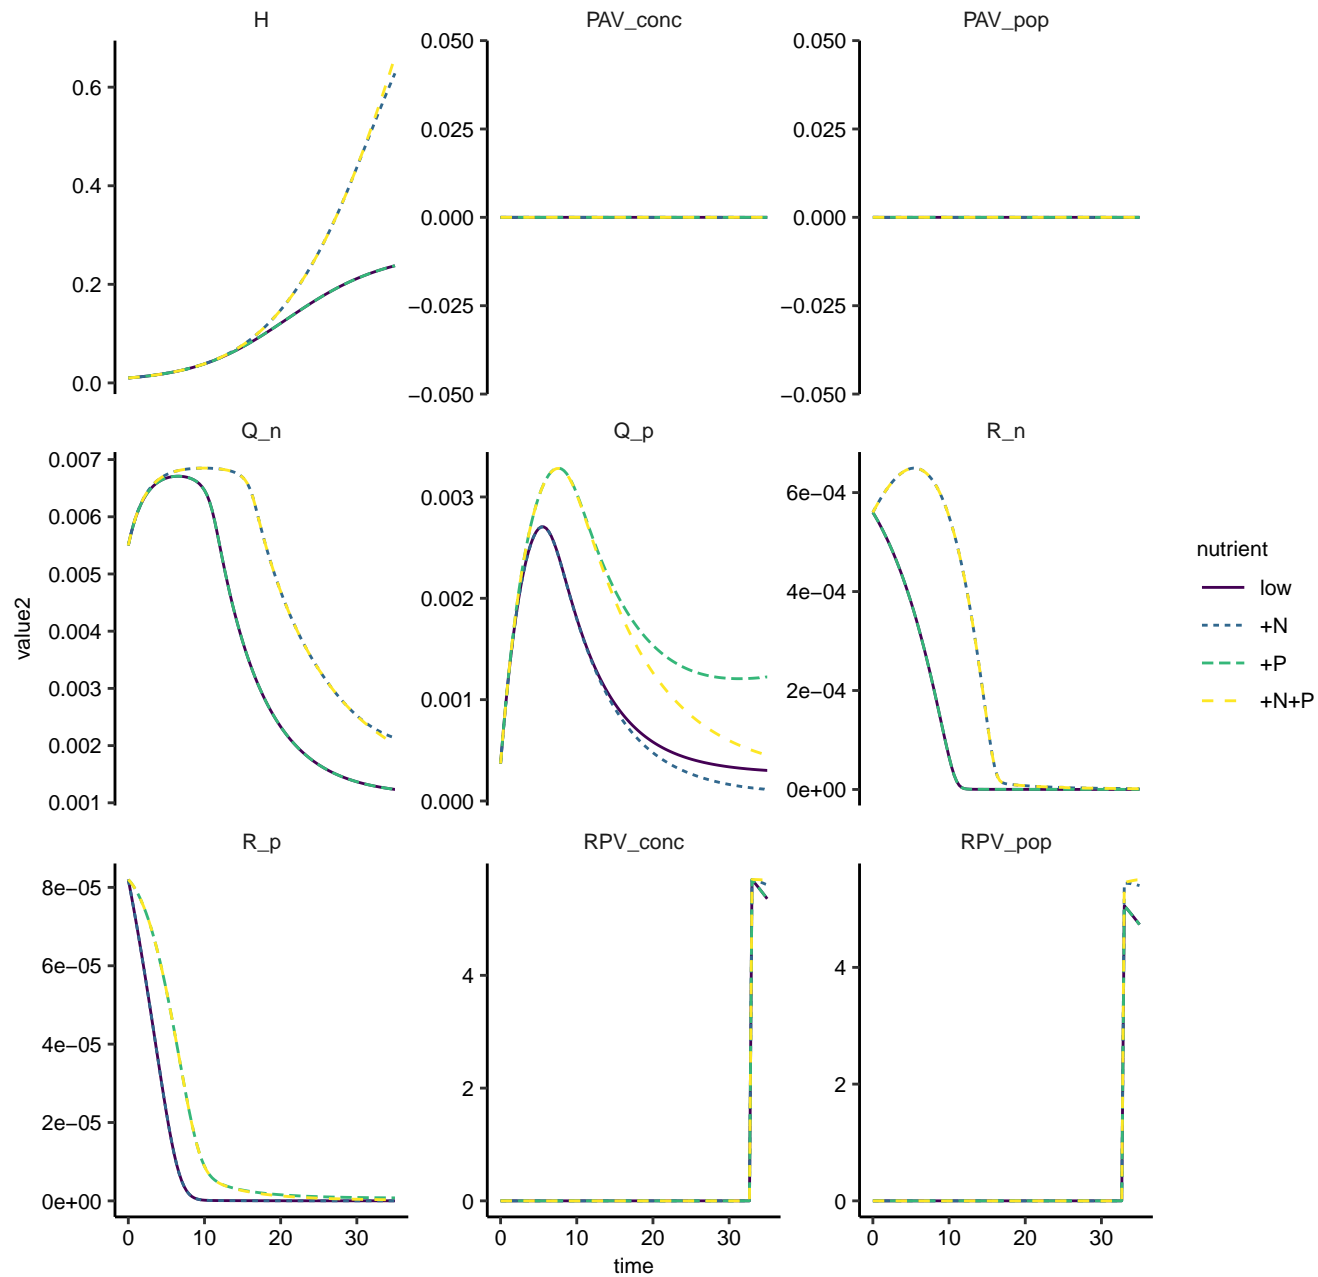 H
PAV_conc
PAV_pop
0.6
0.4
0.2
0.0
0.050
0.025
0.000
−0.025
−0.050
0.050
0.025
0.000
−0.025
−0.050
Q_n
Q_p
R_n
0.007
0.006
0.005
0.004
0.003
0.002
0.001
0.003
0.002
0.001
0.000
6e−04
4e−04
2e−04
0e+00
R_p
RPV_conc
RPV_pop
8e−05
6e−05
4e−05
2e−05
0e+00
4
2
0
4
2
0
0 10 20 30
0 10 20 30
0 10 20 30
time
value2
nutrient
low
+N
+P
+N+P